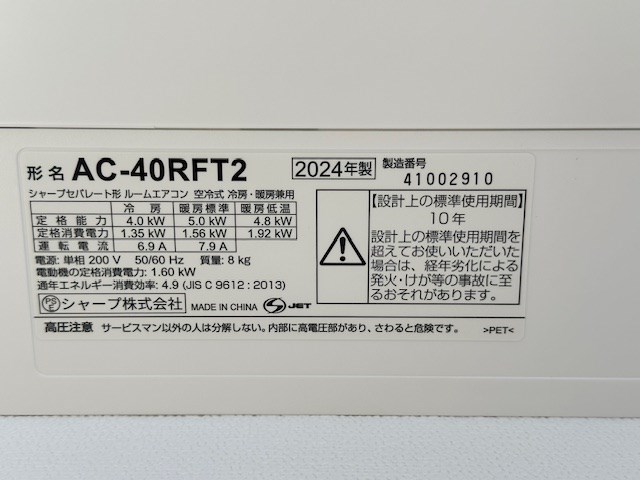 形名 AC-40RFT2 2024年製 製造番号 41002910
シャープセパレート形 ルームエアコン 空冷式 冷房・暖房兼用
冷房 暖房標準 暖房低温
定格能力 4.0 kW 5.0 kW 4.8 kW
定格消費電力 1.35 kW 1.56 kW 1.92 kW
運転電流 6.9 A 7.9 A
電源: 単相 200 V 50/60 Hz 質量: 8 kg
電動機の定格消費電力: 1.60 kW
通年エネルギー消費効率: 4.9 (JIS C 9612 : 2013)
PS E シャープ株式会社 MADE IN CHINA S JET
【設計上の標準使用期間】
10年
設計上の標準使用期間を
超えてお使いいただいた
場合は、経年劣化による
発火・けが等の事故に至
るおそれがあります。
高圧注意 サービスマン以外の人は分解しない。内部に高電圧部があり、さわると危険です。 >PET<